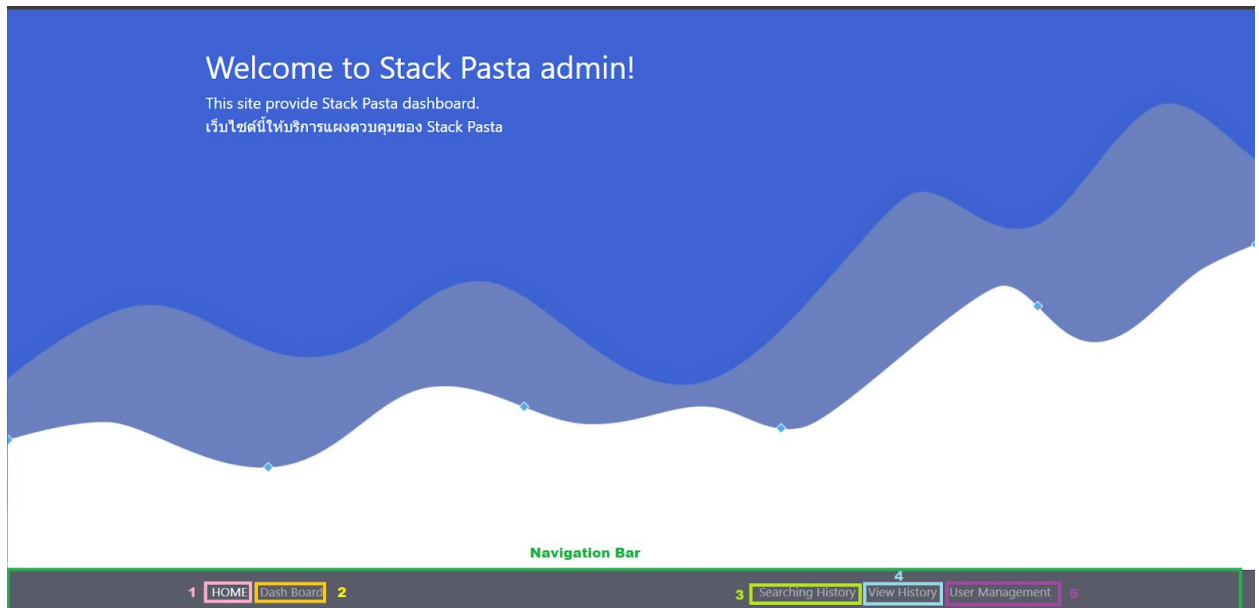 Welcome to Stack Pasta admin!
This site provide Stack Pasta dashboard.
เว็บไซต์นี้ให้บริการแผงควบคุมของ Stack Pasta
Navigation Bar
1 HOME Dash Board 2 3 Searching History 4 View History User Management 5